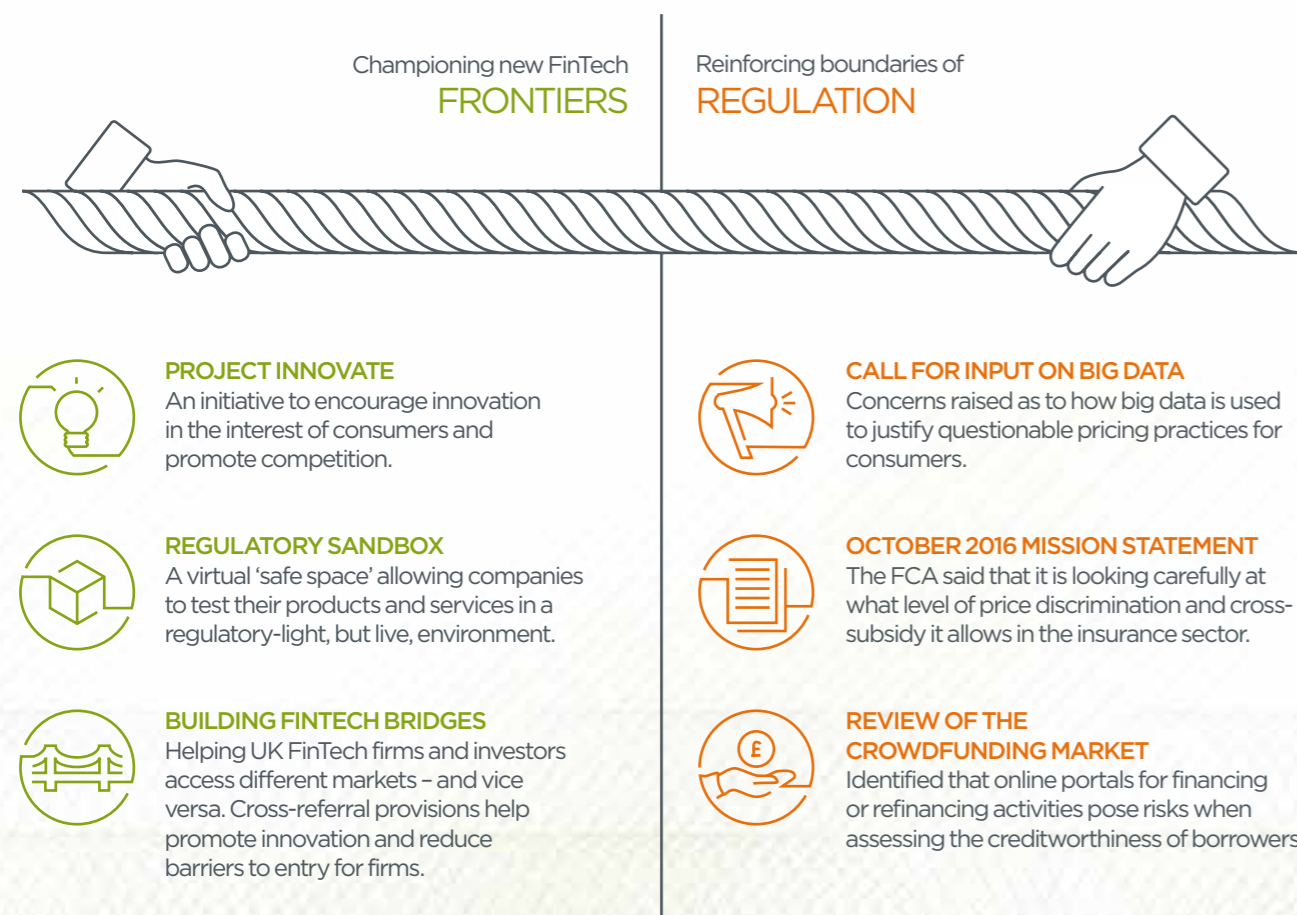 Championing new FinTech
FRONTIERS
Reinforcing boundaries of
REGULATION
PROJECT INNOVATE
An initiative to encourage innovation
in the interest of consumers and
promote competition.
REGULATORY SANDBOX
A virtual ‘safe space’ allowing companies
to test their products and services in a
regulatory-light, but live, environment.
BUILDING FINTECH BRIDGES
Helping UK FinTech firms and investors
access different markets – and vice
versa. Cross-referral provisions help
promote innovation and reduce
barriers to entry for firms.
CALL FOR INPUT ON BIG DATA
Concerns raised as to how big data is used
to justify questionable pricing practices for
consumers.
OCTOBER 2016 MISSION STATEMENT
The FCA said that it is looking carefully at
what level of price discrimination and cross-
subsidy it allows in the insurance sector.
£
REVIEW OF THE
CROWDFUNDING MARKET
Identified that online portals for financing
or refinancing activities pose risks when
assessing the creditworthiness of borrowers